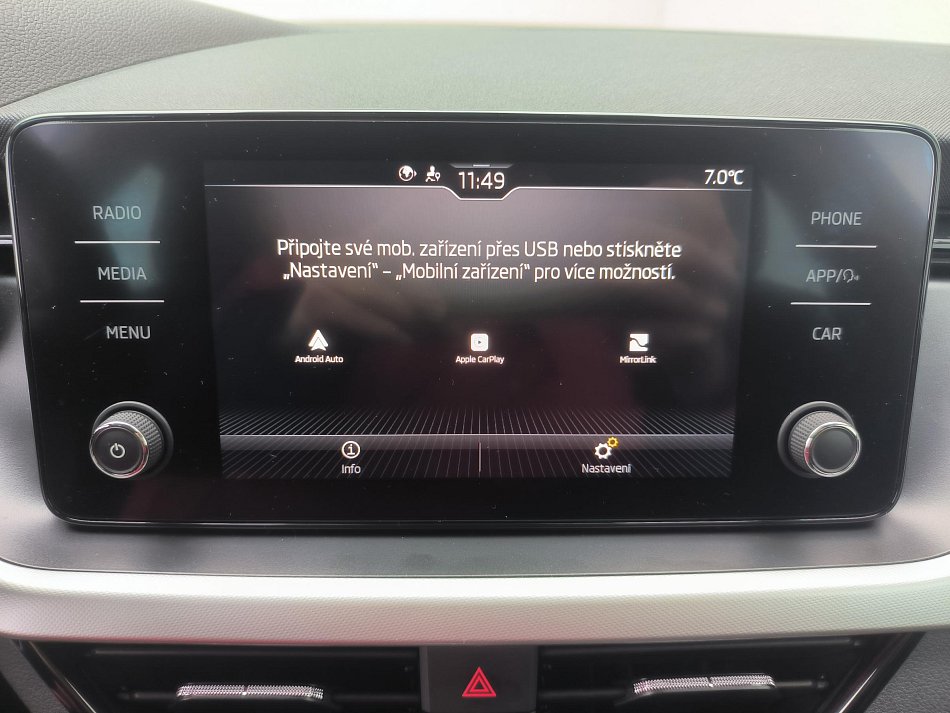 11:49
7.0°C
RADIO
MEDIA
MENU
Připojte své mob. zařízení přes USB nebo stiskněte
„Nastavení“ – „Mobilní zařízení“ pro více možností.
Android Auto
Apple CarPlay
MirrorLink
Info
Nastavení
PHONE
APP/
CAR